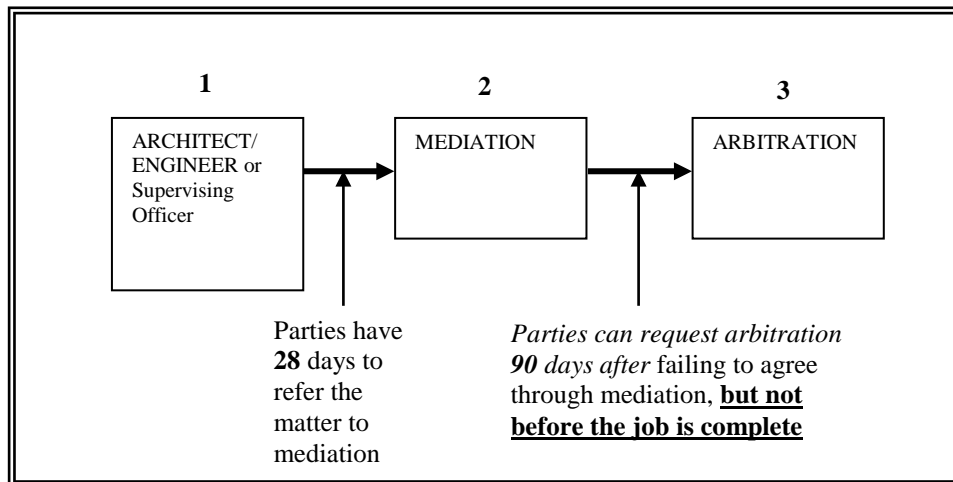 1
2
3
ARCHITECT/
ENGINEER or
Supervising
Officer
MEDIATION
ARBITRATION
Parties have
28 days to
refer the
matter to
mediation
Parties can request arbitration
90 days after failing to agree
through mediation, but not
before the job is complete